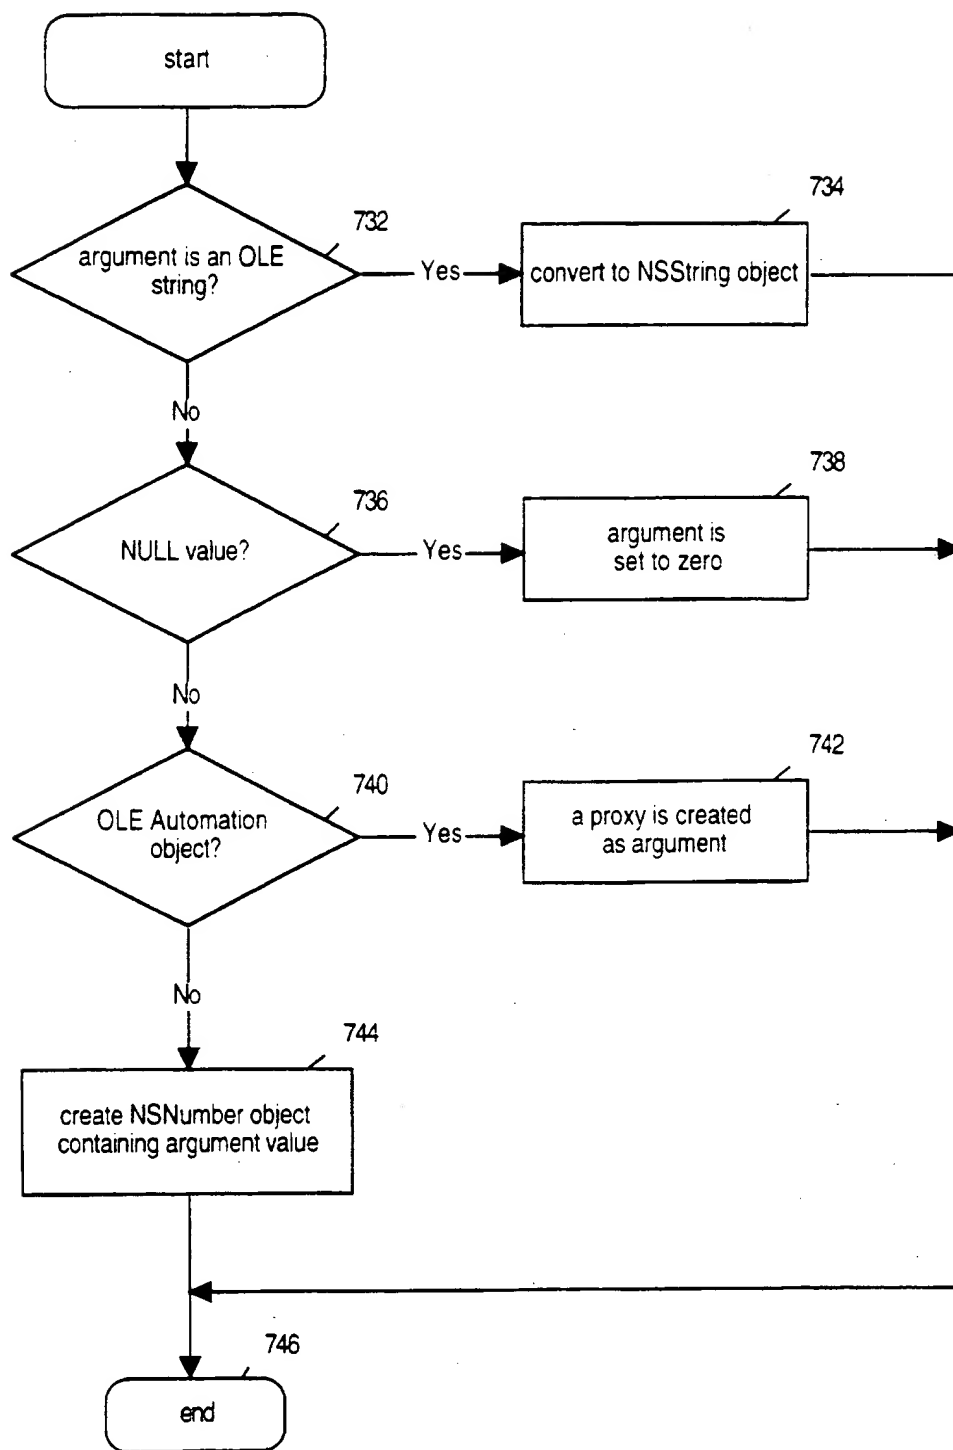 start
732
argument is an OLE
string?
Yes
734
convert to NSString object
No
736
NULL value?
Yes
738
argument is
set to zero
No
740
OLE Automation
object?
Yes
742
a proxy is created
as argument
No
744
create NSNumber object
containing argument value
746
end